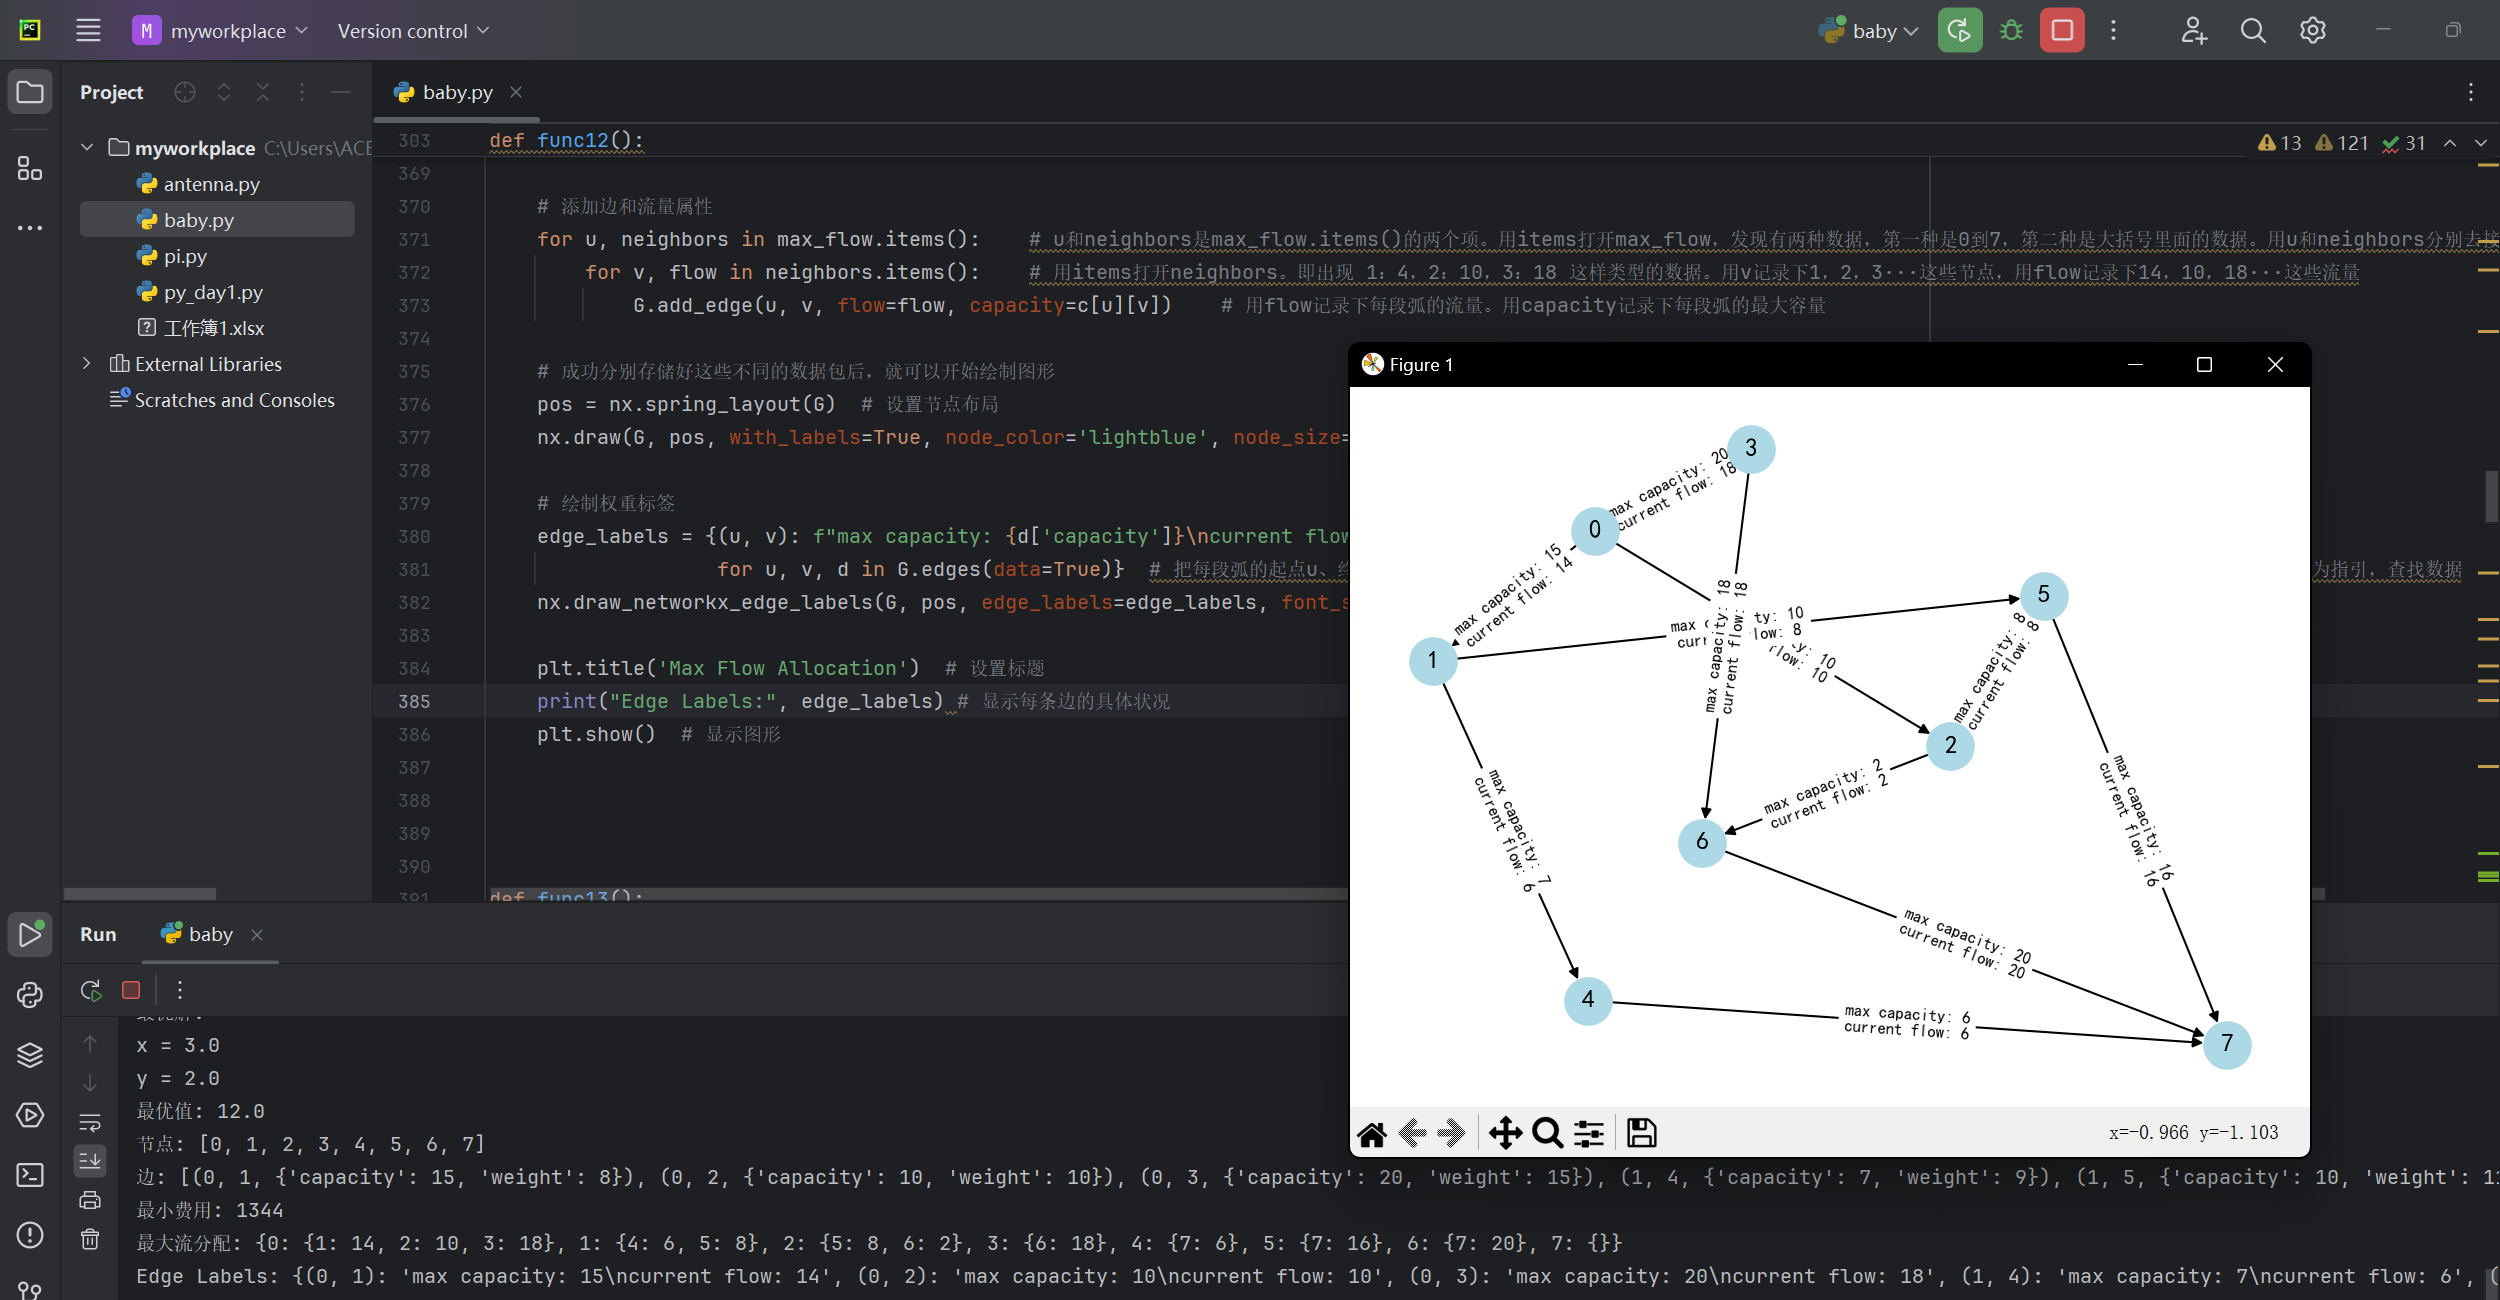 M myworkplace Version control baby
Project
baby.py
myworkplace C:\Users\ACE
antenna.py
baby.py
pi.py
py_day1.py
工作簿1.xlsx
External Libraries
Scratches and Consoles
13 121 31
303 def func12():
369
370 # 添加边和流量属性
371 for u, neighbors in max_flow.items(): # u和neighbors是max_flow.items()的两个项。用items打开max_flow，发现有两种数据，第一种是0到7，第二种是大括号里面的数据。用u和neighbors分别去接
372 for v, flow in neighbors.items(): # 用items打开neighbors。即出现 1：4，2：10，3：18 这样类型的数据。用v记录下1，2，3···这些节点，用flow记录下14，10，18···这些流量
373 G.add_edge(u, v, flow=flow, capacity=c[u][v]) # 用flow记录下每段弧的流量。用capacity记录下每段弧的最大容量
374
375 # 成功分别存储好这些不同的数据包后，就可以开始绘制图形
376 pos = nx.spring_layout(G) # 设置节点布局
377 nx.draw(G, pos, with_labels=True, node_color='lightblue', node_size=
378
379 # 绘制权重标签
380 edge_labels = {(u, v): f"max capacity: {d['capacity']}\ncurrent flow
381 for u, v, d in G.edges(data=True)} # 把每段弧的起点u、 为指引，查找数据
382 nx.draw_networkx_edge_labels(G, pos, edge_labels=edge_labels, font_s
383
384 plt.title('Max Flow Allocation') # 设置标题
385 print("Edge Labels:", edge_labels) # 显示每条边的具体状况
386 plt.show() # 显示图形
387
388
389
390
391 def func13():
Figure 1
3
max capacity: 20
current flow: 18
0
max capacity: 15
current flow: 14
5
max capacity: 18
current flow: 18
max ty: 10
curr low: 8
y: 10
flow: 10
max capacity: 8
current flow: 8
1
2
max capacity: 2
current flow: 2
max capacity: 7
current flow: 6
max capacity: 16
current flow: 16
6
max capacity: 20
current flow: 20
4
max capacity: 6
current flow: 6
7
x=-0.966 y=-1.103
Run baby
x = 3.0
y = 2.0
最优值: 12.0
节点: [0, 1, 2, 3, 4, 5, 6, 7]
边: [(0, 1, {'capacity': 15, 'weight': 8}), (0, 2, {'capacity': 10, 'weight': 10}), (0, 3, {'capacity': 20, 'weight': 15}), (1, 4, {'capacity': 7, 'weight': 9}), (1, 5, {'capacity': 10, 'weight': 1
最小费用: 1344
最大流分配: {0: {1: 14, 2: 10, 3: 18}, 1: {4: 6, 5: 8}, 2: {5: 8, 6: 2}, 3: {6: 18}, 4: {7: 6}, 5: {7: 16}, 6: {7: 20}, 7: {}}
Edge Labels: {(0, 1): 'max capacity: 15\ncurrent flow: 14', (0, 2): 'max capacity: 10\ncurrent flow: 10', (0, 3): 'max capacity: 20\ncurrent flow: 18', (1, 4): 'max capacity: 7\ncurrent flow: 6', (